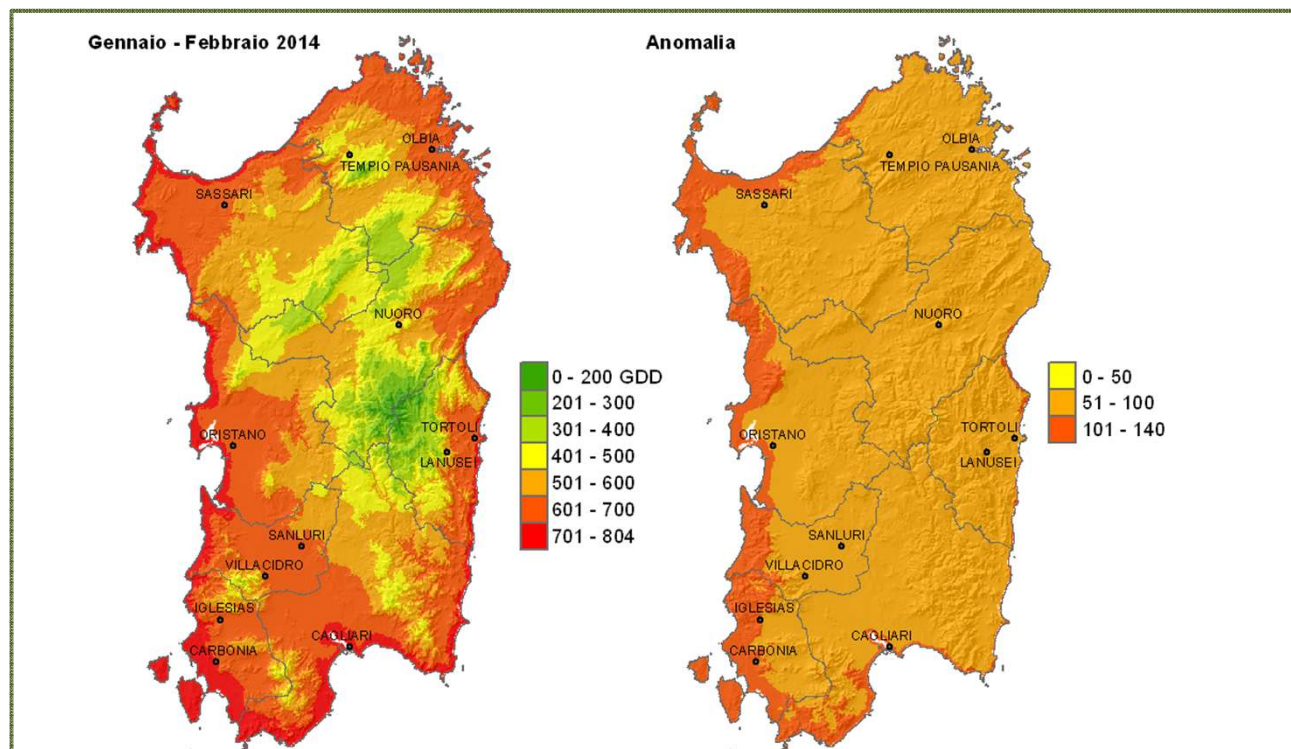 Gennaio - Febbraio 2014
OLBIA
TEMPIO PAUSANIA
SASSARI
NUORO
ORISTANO
TORTOLI
LANUSEI
SANLURI
VILLACIDRO
IGLESIAS
CAGLIARI
CARBONIA
0 - 200 GDD
201 - 300
301 - 400
401 - 500
501 - 600
601 - 700
701 - 804
Anomalia
OLBIA
TEMPIO PAUSANIA
SASSARI
NUORO
ORISTANO
TORTOLI
LANUSEI
SANLURI
VILLACIDRO
IGLESIAS
CAGLIARI
CARBONIA
0 - 50
51 - 100
101 - 140